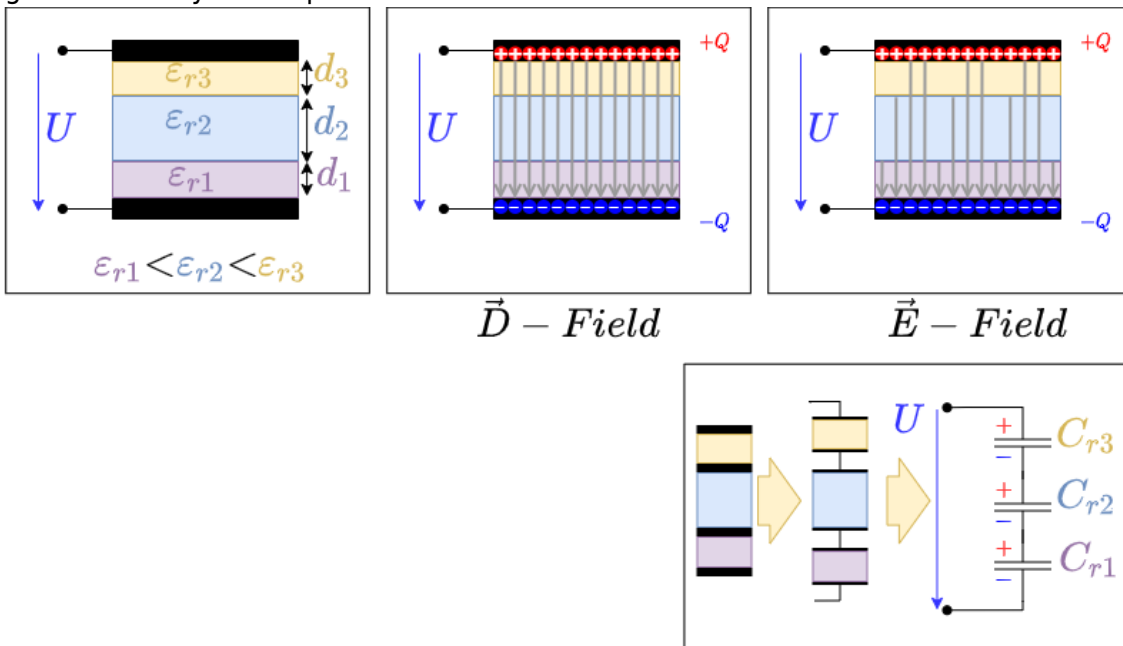 U
εr3
εr2
εr1
d3
d2
d1
εr1<εr2<εr3
U
+Q
−Q
D⃗ − Field
U
+Q
−Q
E⃗ − Field
U
+
−
Cr3
+
−
Cr2
+
−
Cr1